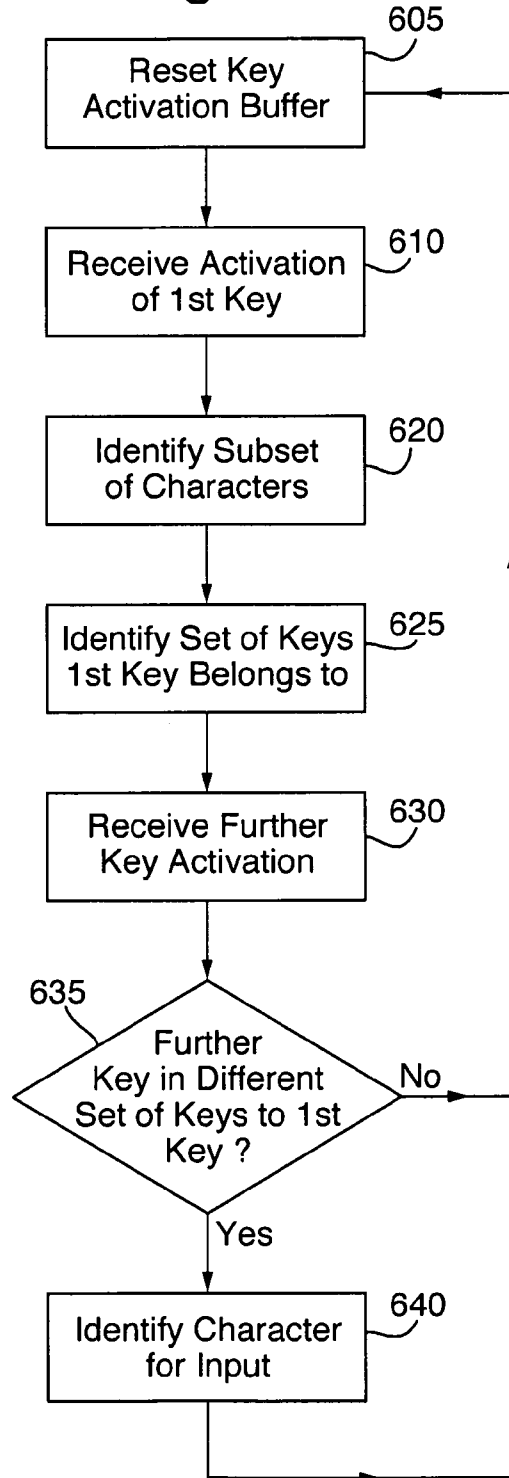 605
Reset Key
Activation Buffer
610
Receive Activation
of 1st Key
620
Identify Subset
of Characters
625
Identify Set of Keys
1st Key Belongs to
630
Receive Further
Key Activation
635
Further
Key in Different
Set of Keys to 1st
Key ?
No
Yes
640
Identify Character
for Input